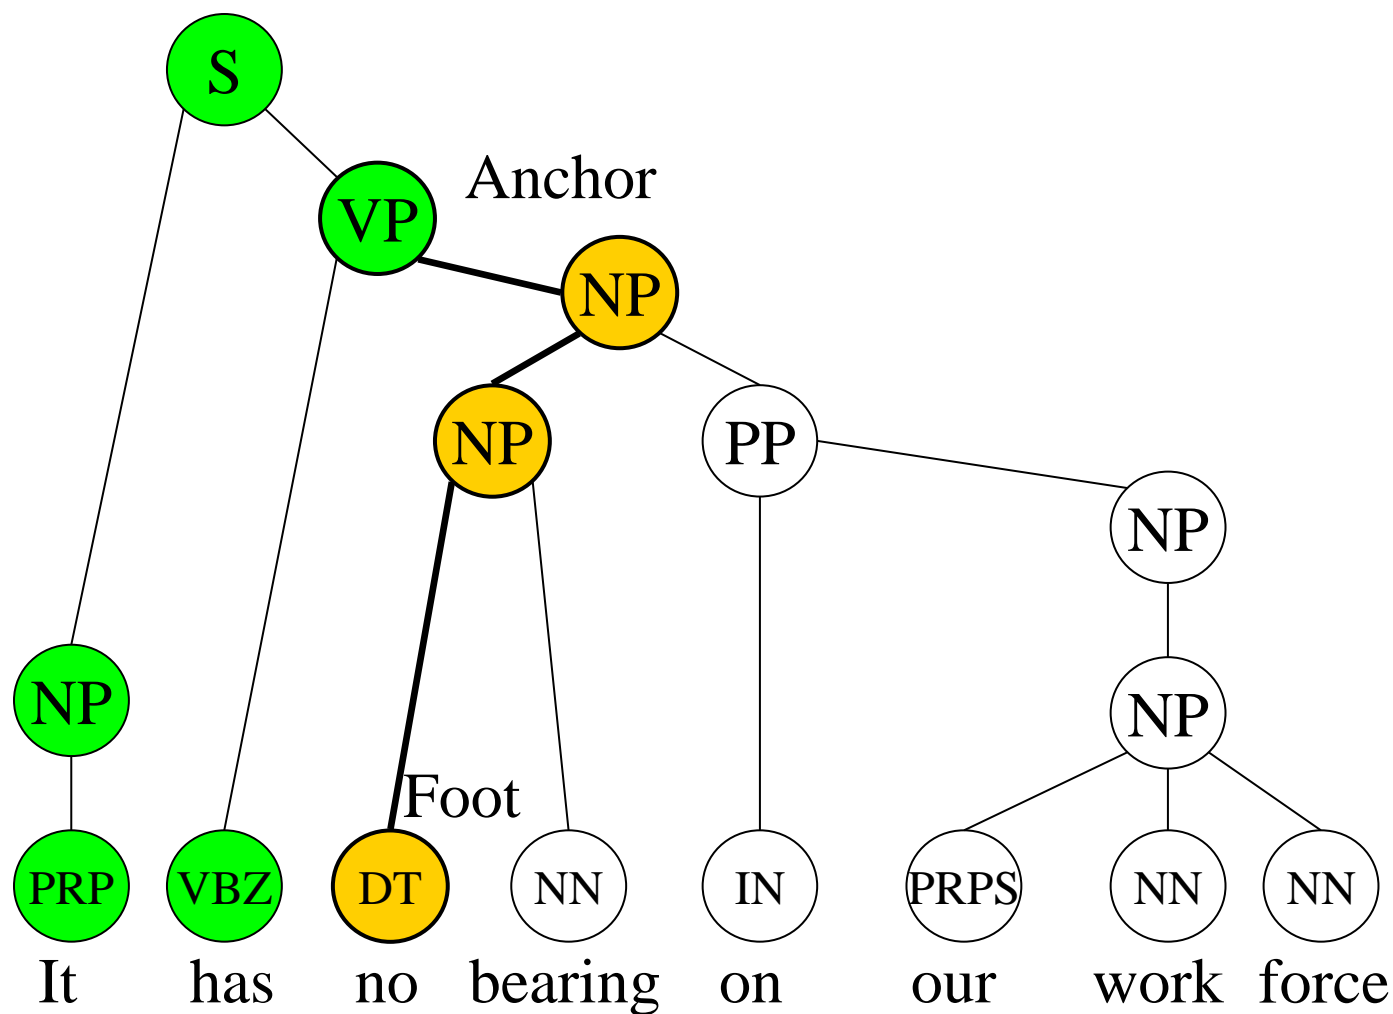 S
VP
Anchor
NP
NP
PP
NP
NP
NP
Foot
PRP
VBZ
DT
NN
IN
PRPS
NN
NN
It has no bearing on our work force